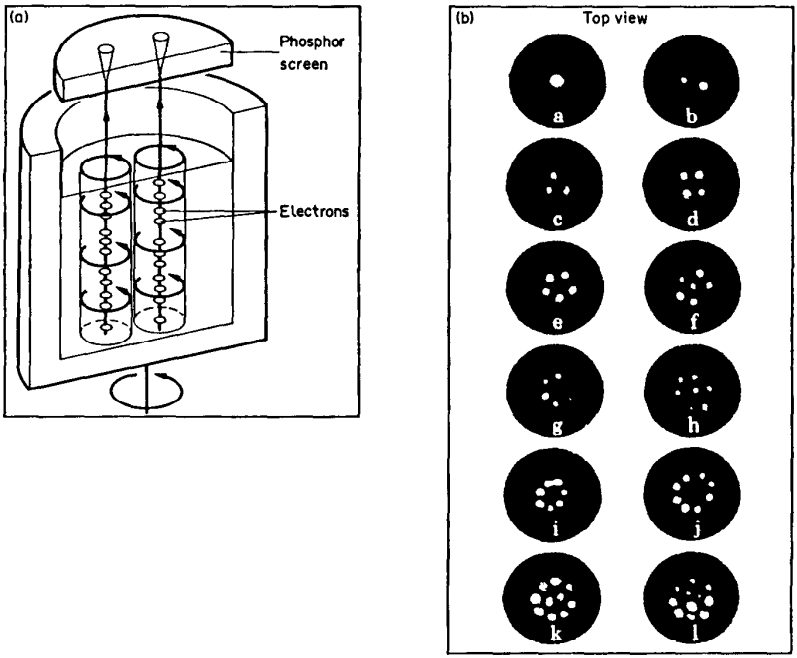 (a)
Phosphor
screen
Electrons
(b)
Top view
a
b
c
d
e
f
g
h
i
j
k
l